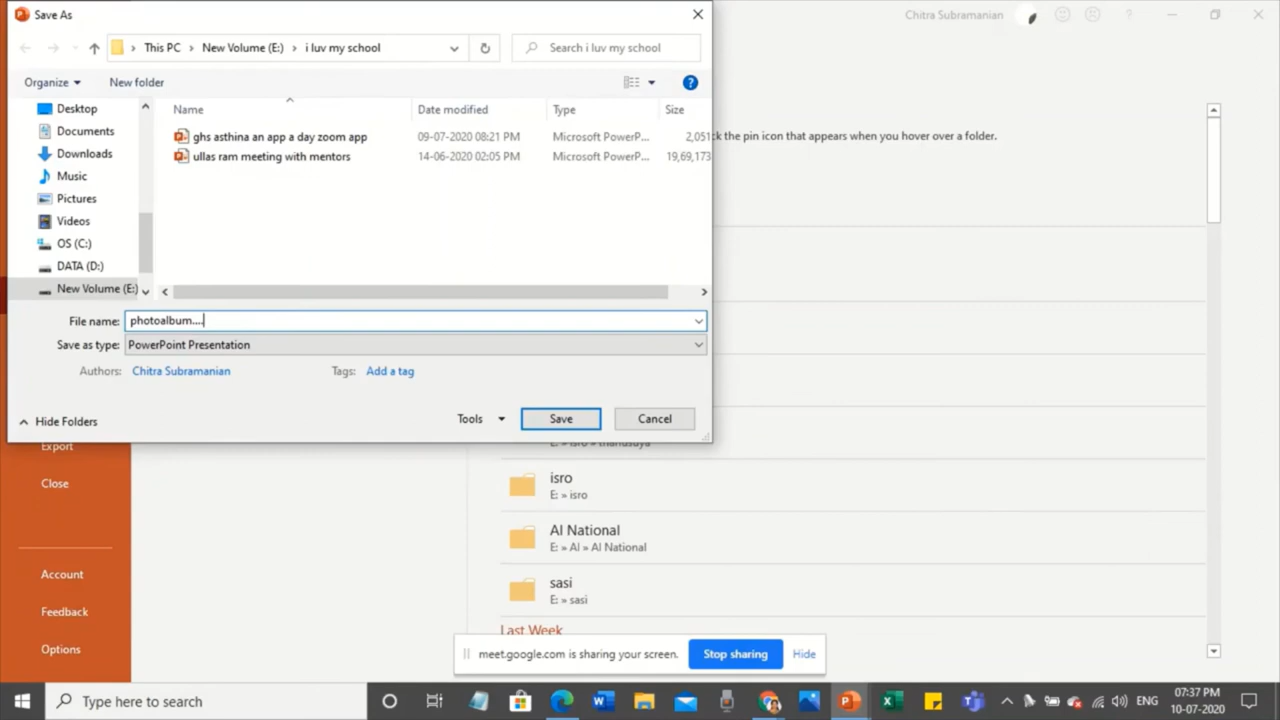 Save As
Chitra Subramanian
?
This PC > New Volume (E:) > i luv my school
Search i luv my school
Organize
New folder
?
Desktop
Documents
Downloads
Music
Pictures
Videos
OS (C:)
DATA (D:)
New Volume (E:)
Name Date modified Type Size
ghs asthina an app a day zoom app 09-07-2020 08:21 PM Microsoft PowerP... 2,051
ullas ram meeting with mentors 14-06-2020 02:05 PM Microsoft PowerP... 19,69,173
ck the pin icon that appears when you hover over a folder.
File name: photoalbum....
Save as type: PowerPoint Presentation
Authors: Chitra Subramanian Tags: Add a tag
Hide Folders
Tools Save Cancel
Export
Close
Account
Feedback
Options
E: » isro » thandsuya
isro
E: » isro
AI National
E: » AI » AI National
sasi
E: » sasi
Last Week
meet.google.com is sharing your screen. Stop sharing Hide
Type here to search
ENG
07:37 PM
10-07-2020